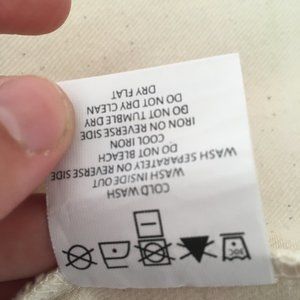 COLD WASH
WASH INSIDE OUT
WASH SEPARATELY ON REVERSE SIDE
DO NOT BLEACH
COOL IRON
IRON ON REVERSE SIDE
DO NOT TUMBLE DRY
DO NOT DRY CLEAN
DRY FLAT